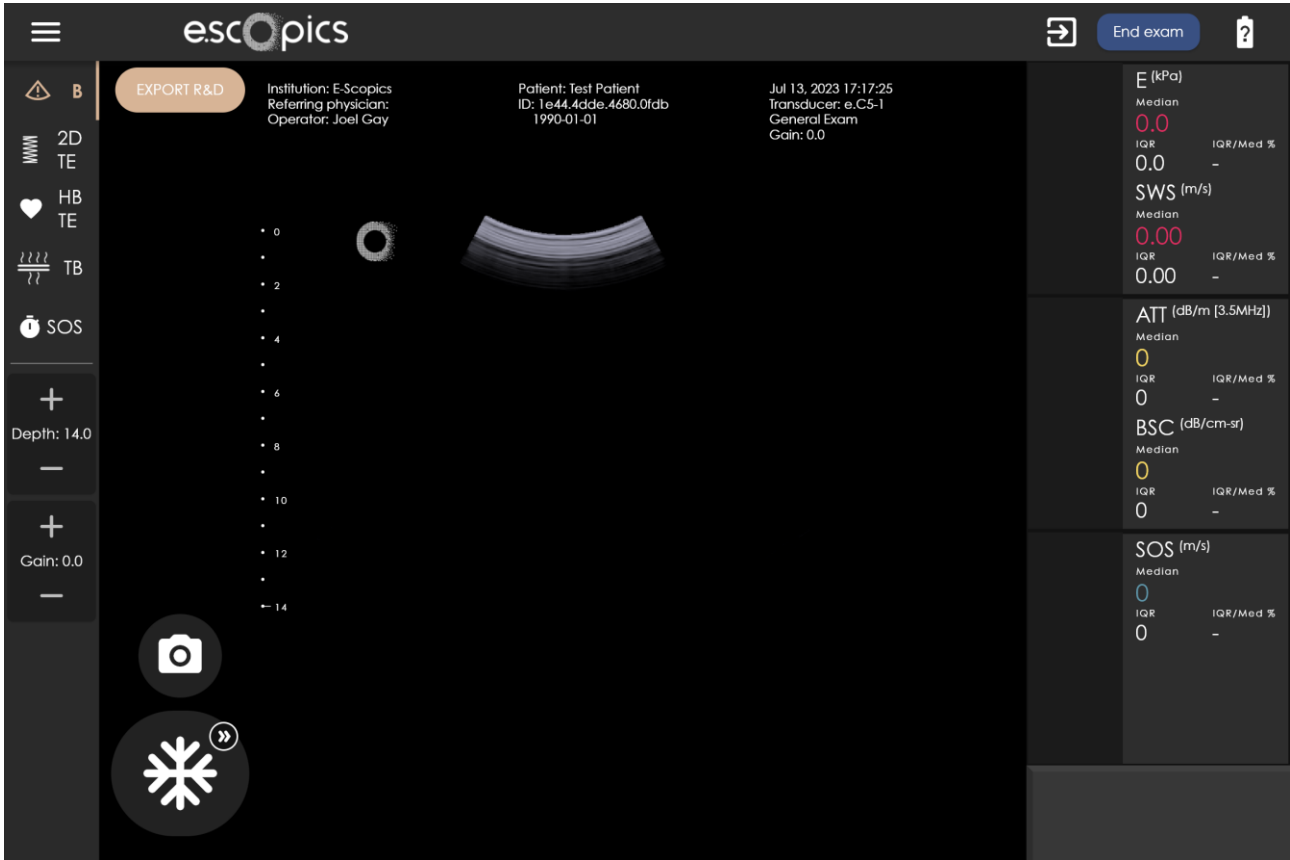 e.scopics
End exam
?
B
2D
TE
HB
TE
TB
SOS
+
Depth: 14.0
−
+
Gain: 0.0
−
EXPORT R&D
Institution: E-Scopics
Referring physician:
Operator: Joel Gay
Patient: Test Patient
ID: 1e44.4dde.4680.0fdb
1990-01-01
Jul 13, 2023 17:17:25
Transducer: e.C5-1
General Exam
Gain: 0.0
0
2
4
6
8
10
12
14
E (kPa)
Median
0.0
IQR IQR/Med %
0.0 -
SWS (m/s)
Median
0.00
IQR IQR/Med %
0.00 -
ATT (dB/m [3.5MHz])
Median
0
IQR IQR/Med %
0 -
BSC (dB/cm-sr)
Median
0
IQR IQR/Med %
0 -
SOS (m/s)
Median
0
IQR IQR/Med %
0 -